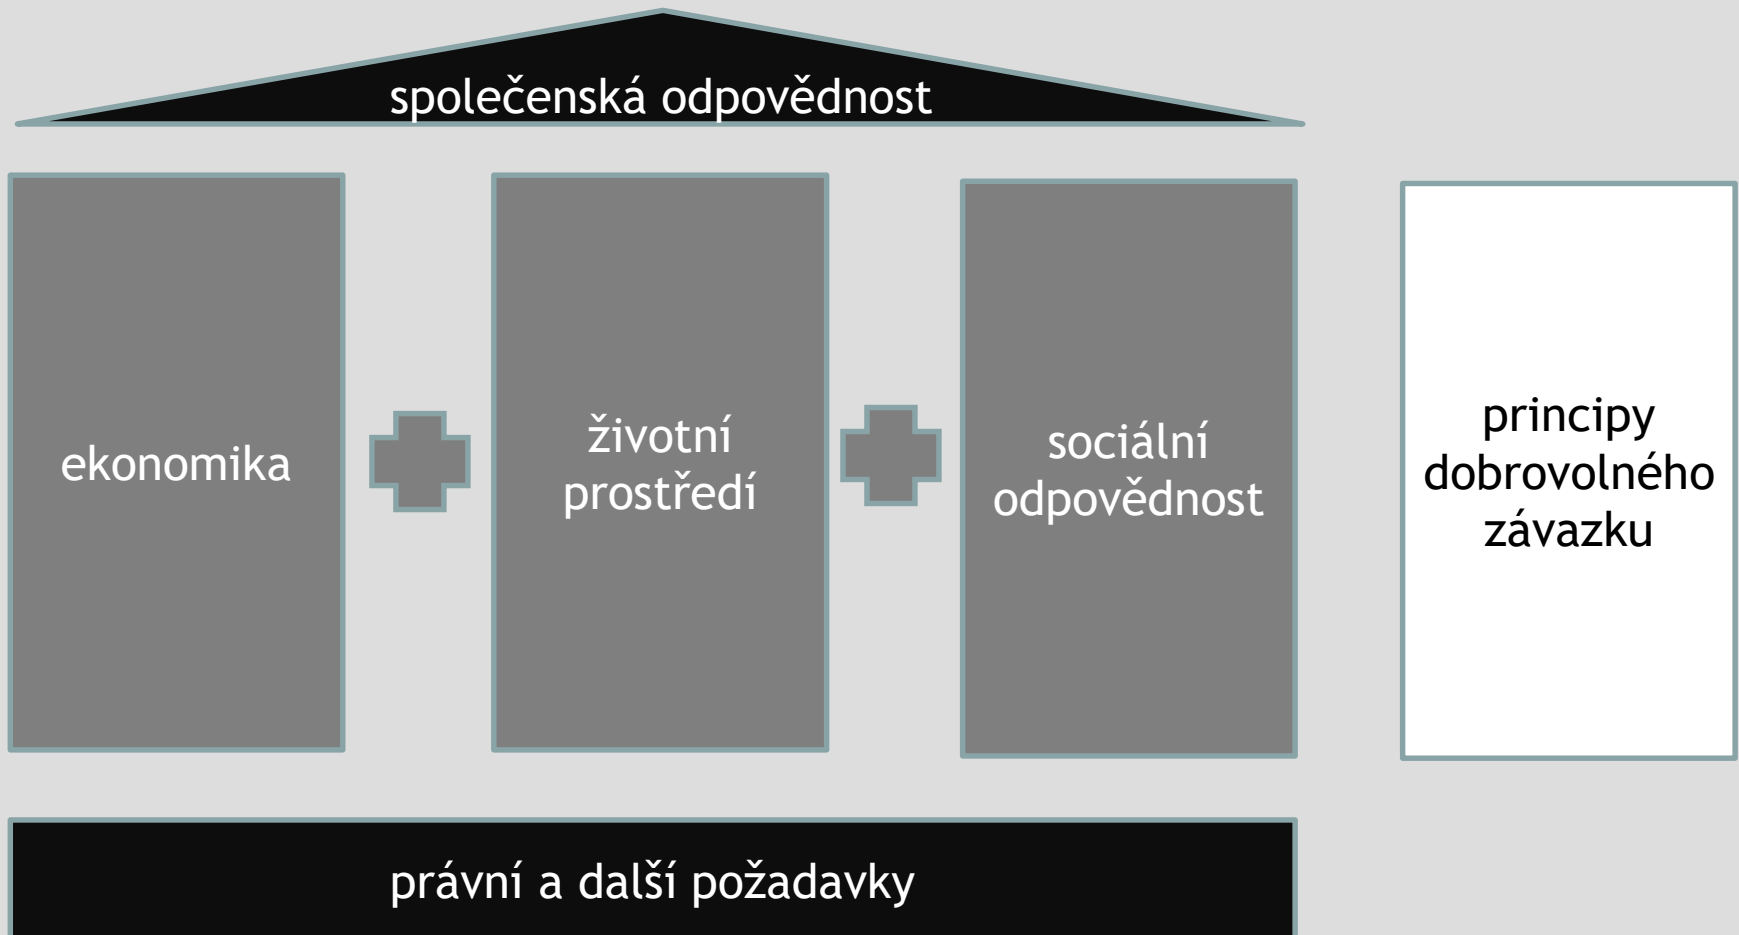 společenská odpovědnost
ekonomika
životní
prostředí
sociální
odpovědnost
principy
dobrovolného
závazku
právní a další požadavky